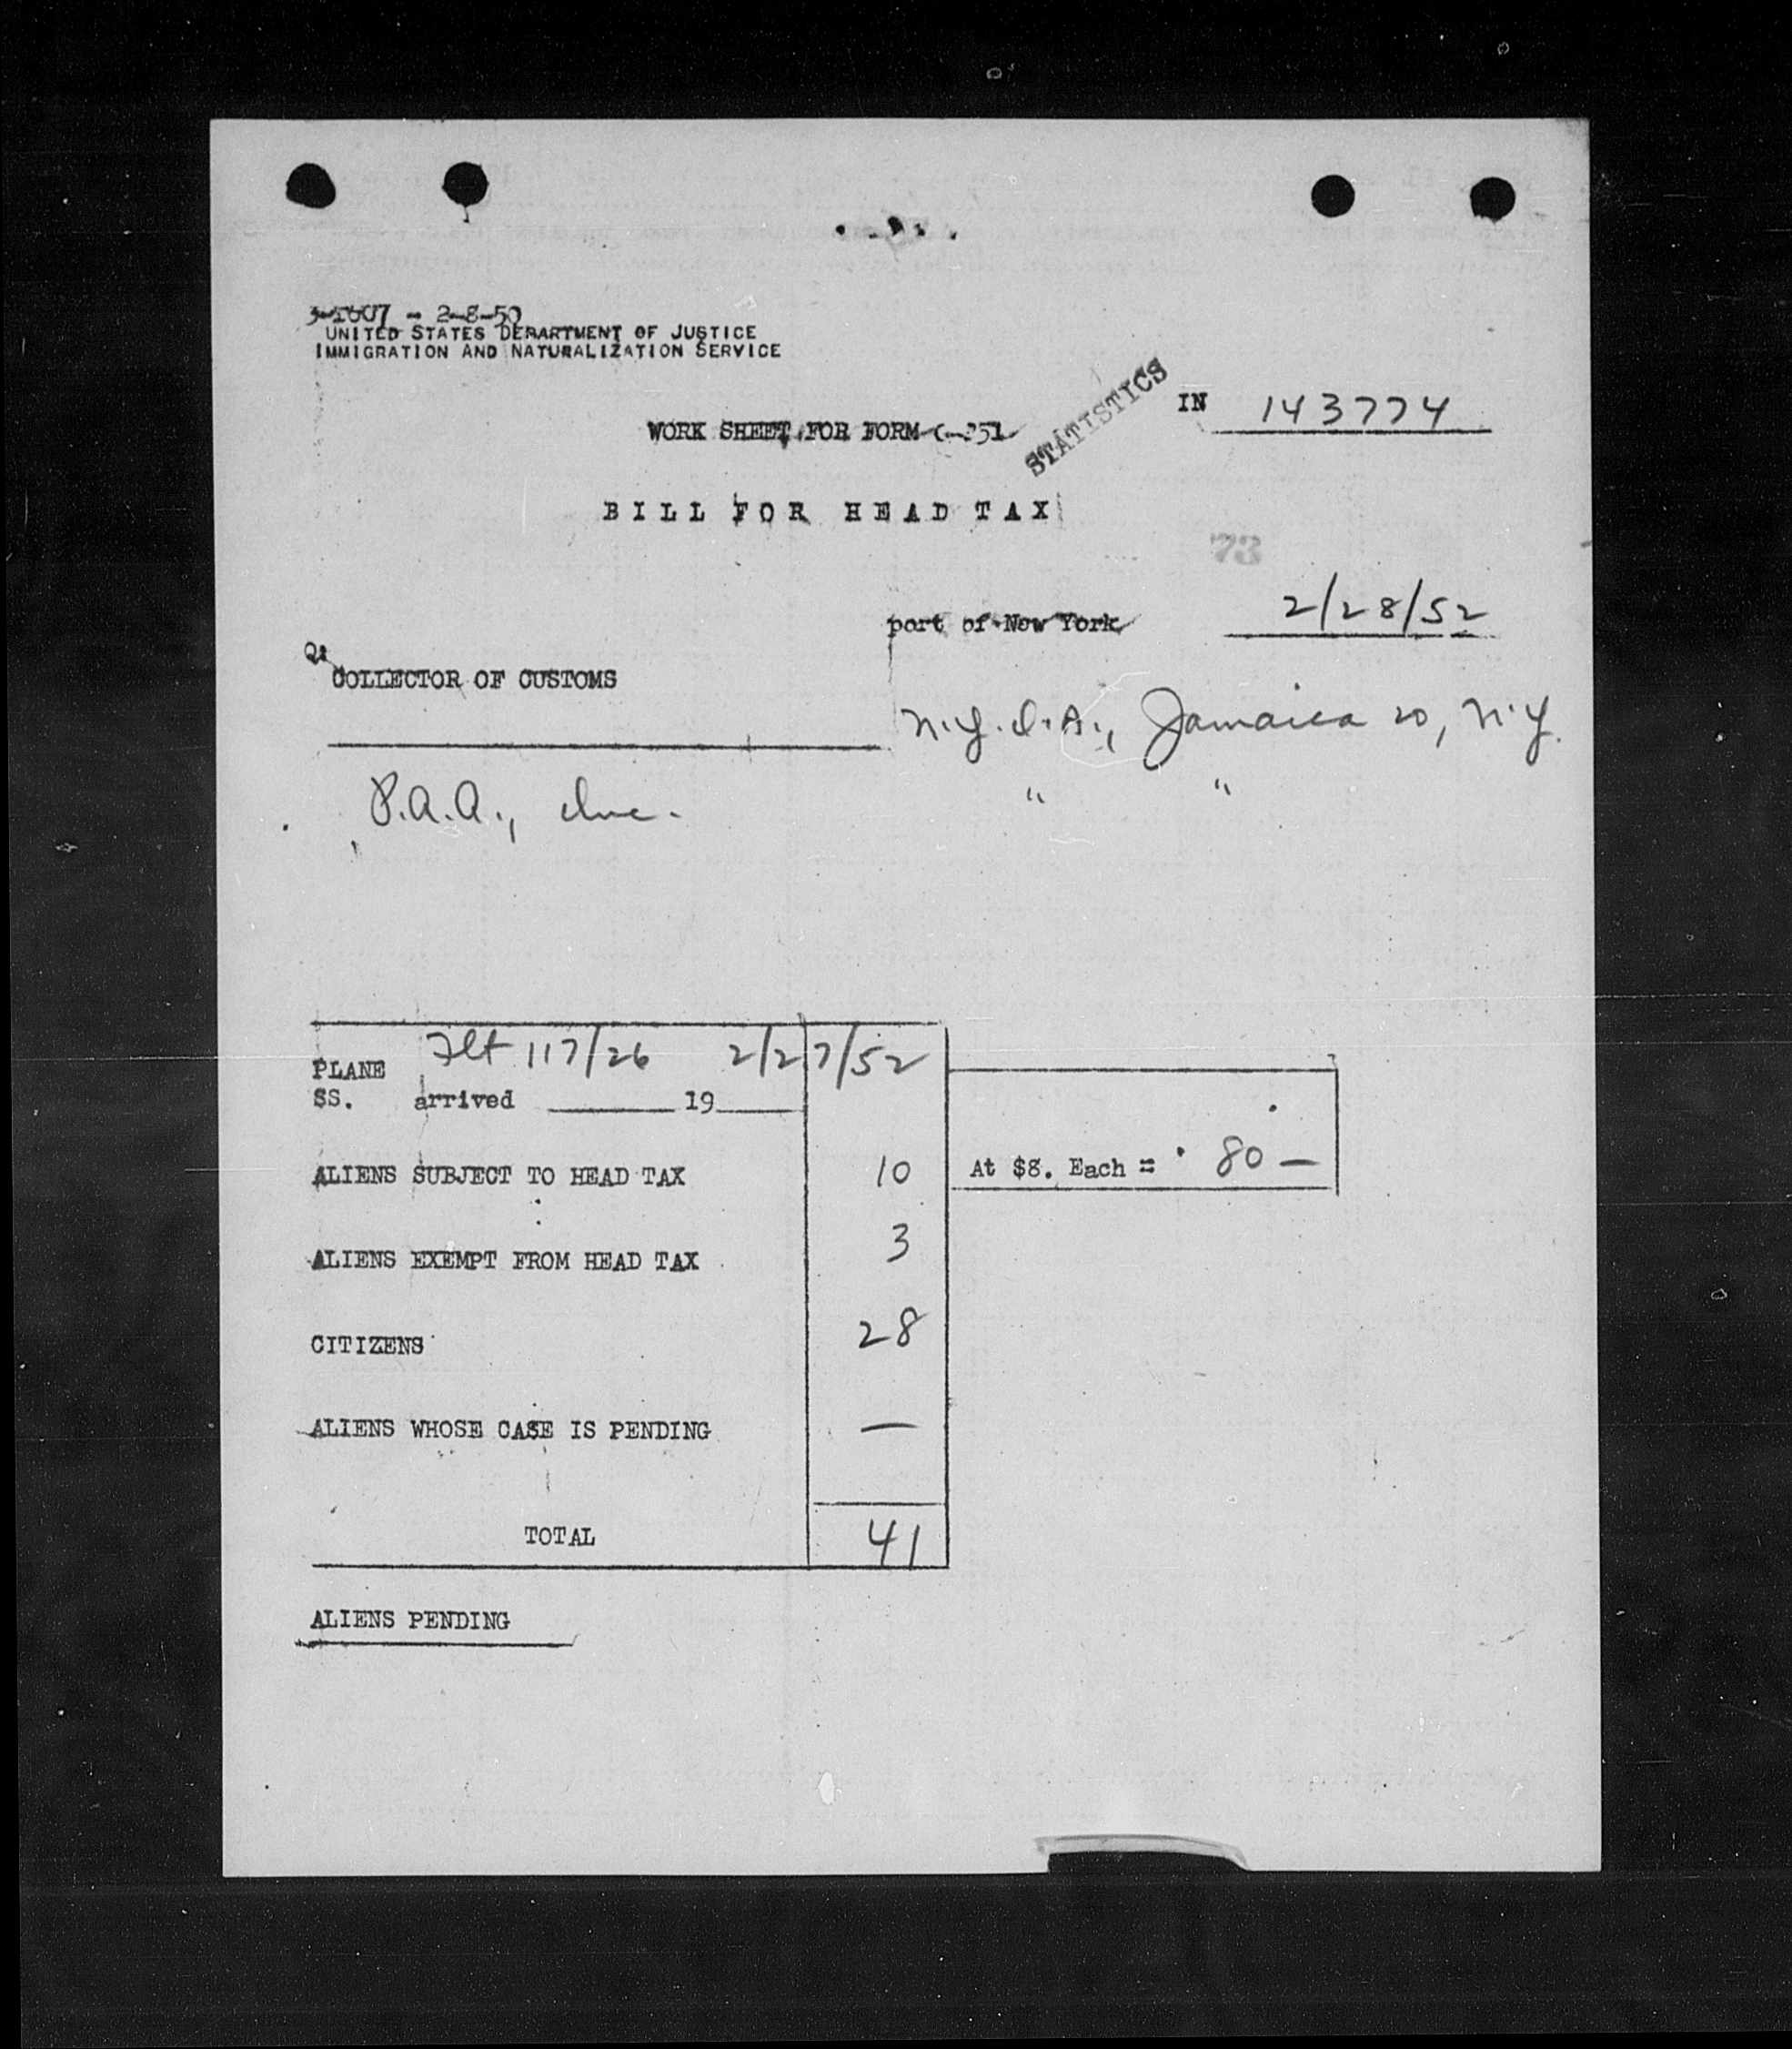 2-8-50
UNITED STATES DEPARTMENT OF JUSTICE
IMMIGRATION AND NATURALIZATION SERVICE
STATISTICS
IN 143774
WORK SHEET FOR FORM
BILL FOR HEAD TAX
73
port of New York 2/28/52
COLLECTOR OF CUSTOMS
N.Y.I.A., Jamaica 20, N.Y.
P.A.A., Inc. " "
Flt 117/26 2/27/52
PLANE
SS. arrived 19
ALIENS SUBJECT TO HEAD TAX 10 At $8. Each = 80 —
ALIENS EXEMPT FROM HEAD TAX 3
CITIZENS 28
ALIENS WHOSE CASE IS PENDING —
TOTAL 41
ALIENS PENDING